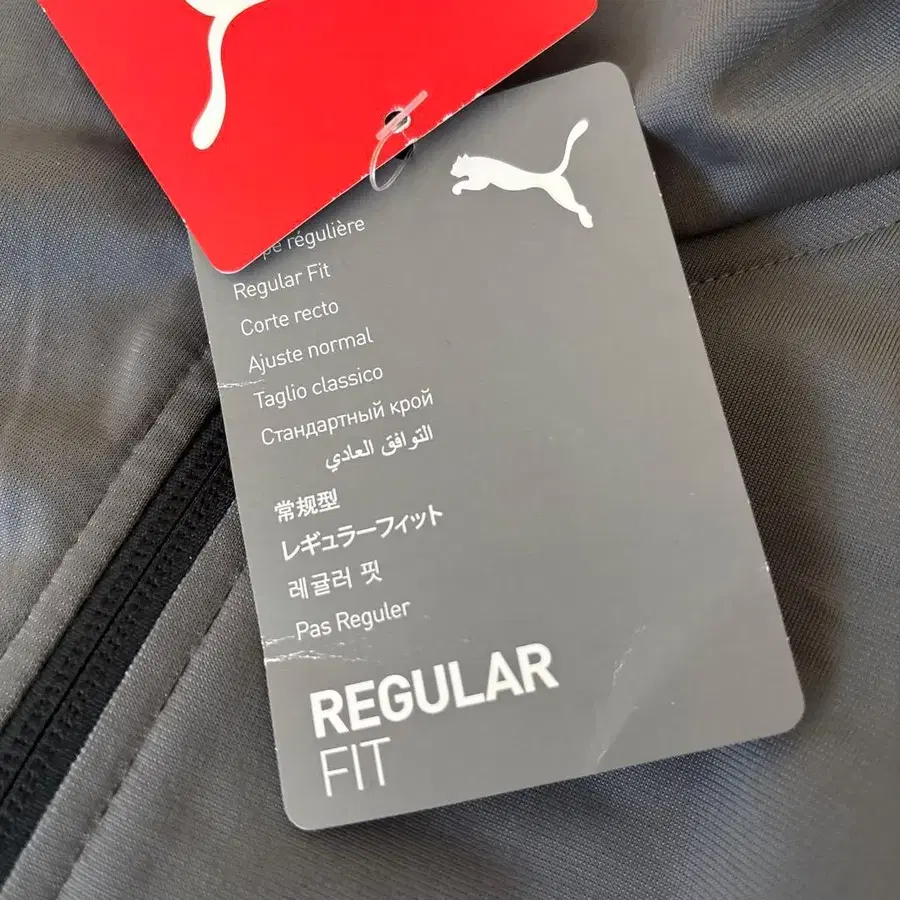 régulière
Regular Fit
Corte recto
Ajuste normal
Taglio classico
Стандартный крой
التوافق العادي
常规型
レギュラーフィット
레귤러 핏
Pas Reguler
REGULAR
FIT